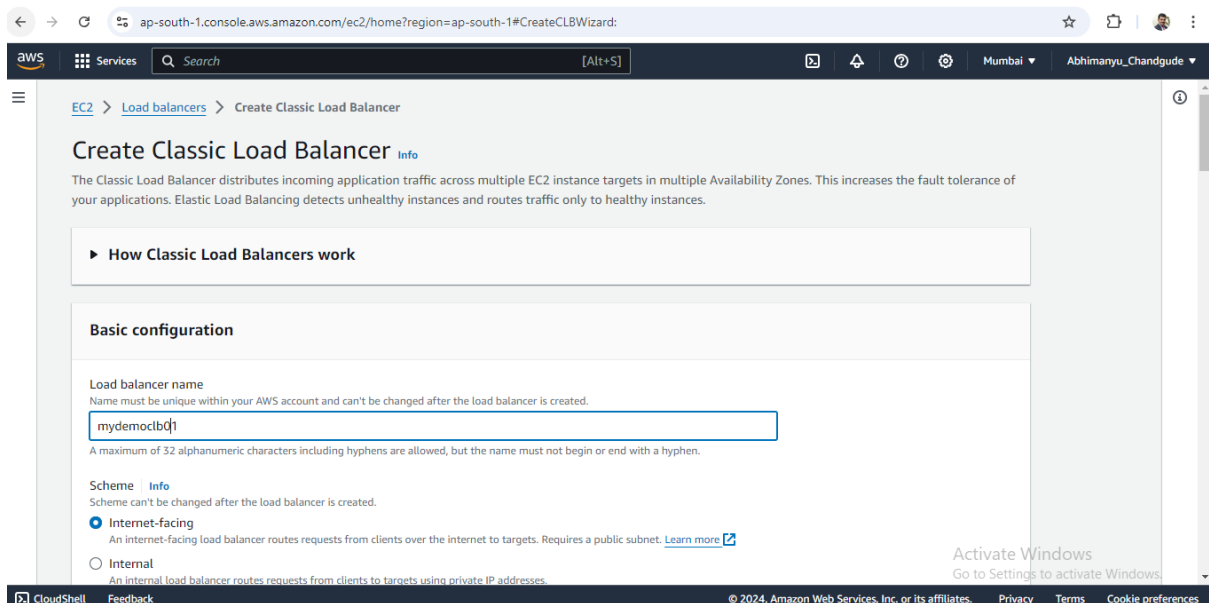 ap-south-1.console.aws.amazon.com/ec2/home?region=ap-south-1#CreateCLBWizard:
aws Services Search [Alt+S] Mumbai Abhimanyu_Chandgude
EC2 > Load balancers > Create Classic Load Balancer
Create Classic Load Balancer Info
The Classic Load Balancer distributes incoming application traffic across multiple EC2 instance targets in multiple Availability Zones. This increases the fault tolerance of
your applications. Elastic Load Balancing detects unhealthy instances and routes traffic only to healthy instances.
How Classic Load Balancers work
Basic configuration
Load balancer name
Name must be unique within your AWS account and can't be changed after the load balancer is created.
mydemoclb01
A maximum of 32 alphanumeric characters including hyphens are allowed, but the name must not begin or end with a hyphen.
Scheme Info
Scheme can't be changed after the load balancer is created.
Internet-facing
An internet-facing load balancer routes requests from clients over the internet to targets. Requires a public subnet. Learn more
Internal
An internal load balancer routes requests from clients to targets using private IP addresses.
Activate Windows
Go to Settings to activate Windows.
CloudShell Feedback © 2024, Amazon Web Services, Inc. or its affiliates. Privacy Terms Cookie preferences